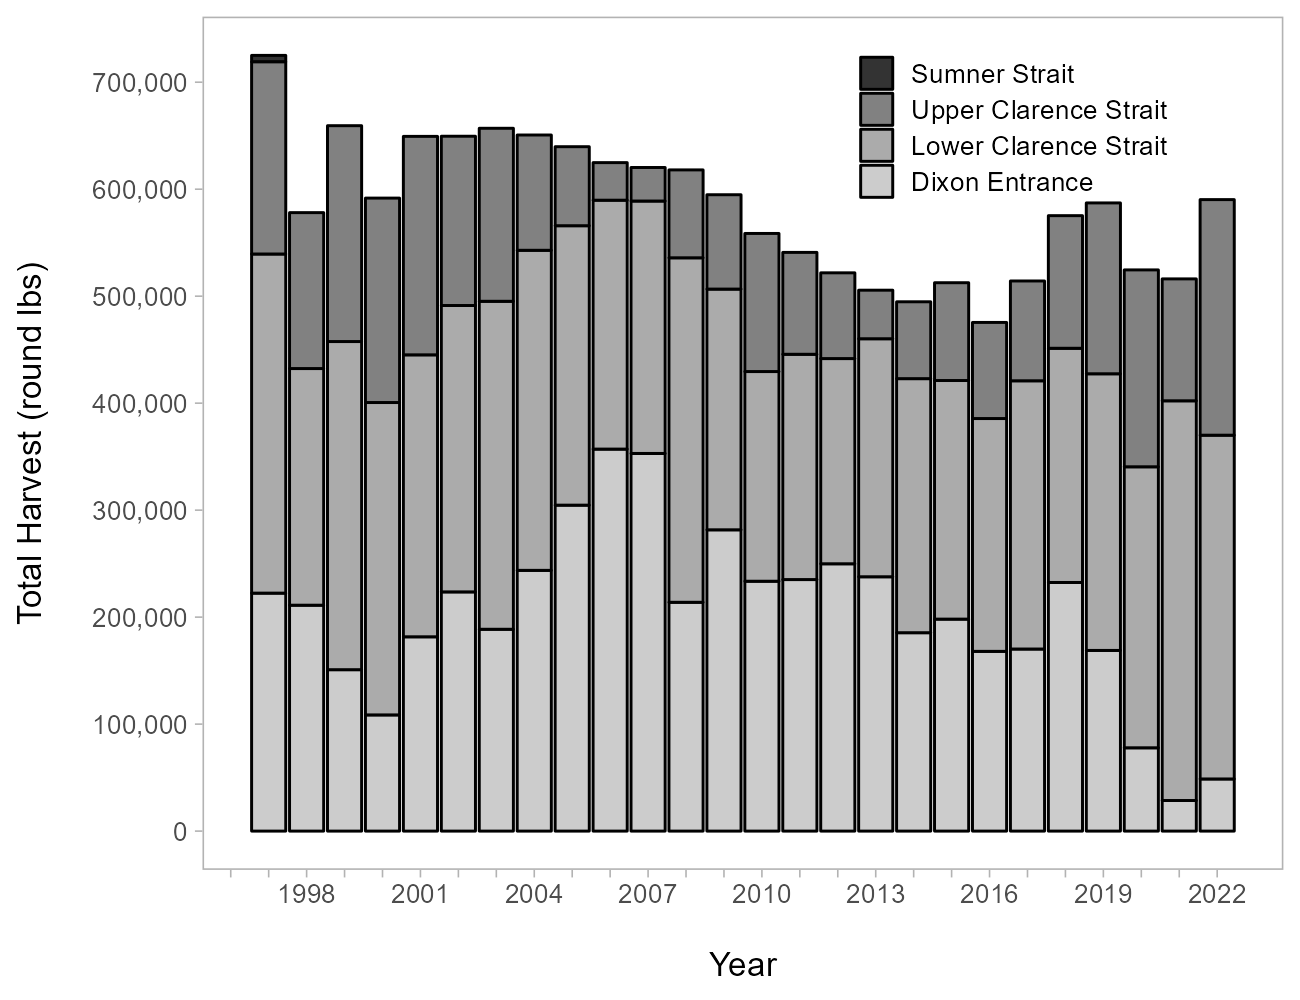 Total Harvest (round lbs)
700,000
600,000
500,000
400,000
300,000
200,000
100,000
0
Sumner Strait
Upper Clarence Strait
Lower Clarence Strait
Dixon Entrance
1998 2001 2004 2007 2010 2013 2016 2019 2022
Year